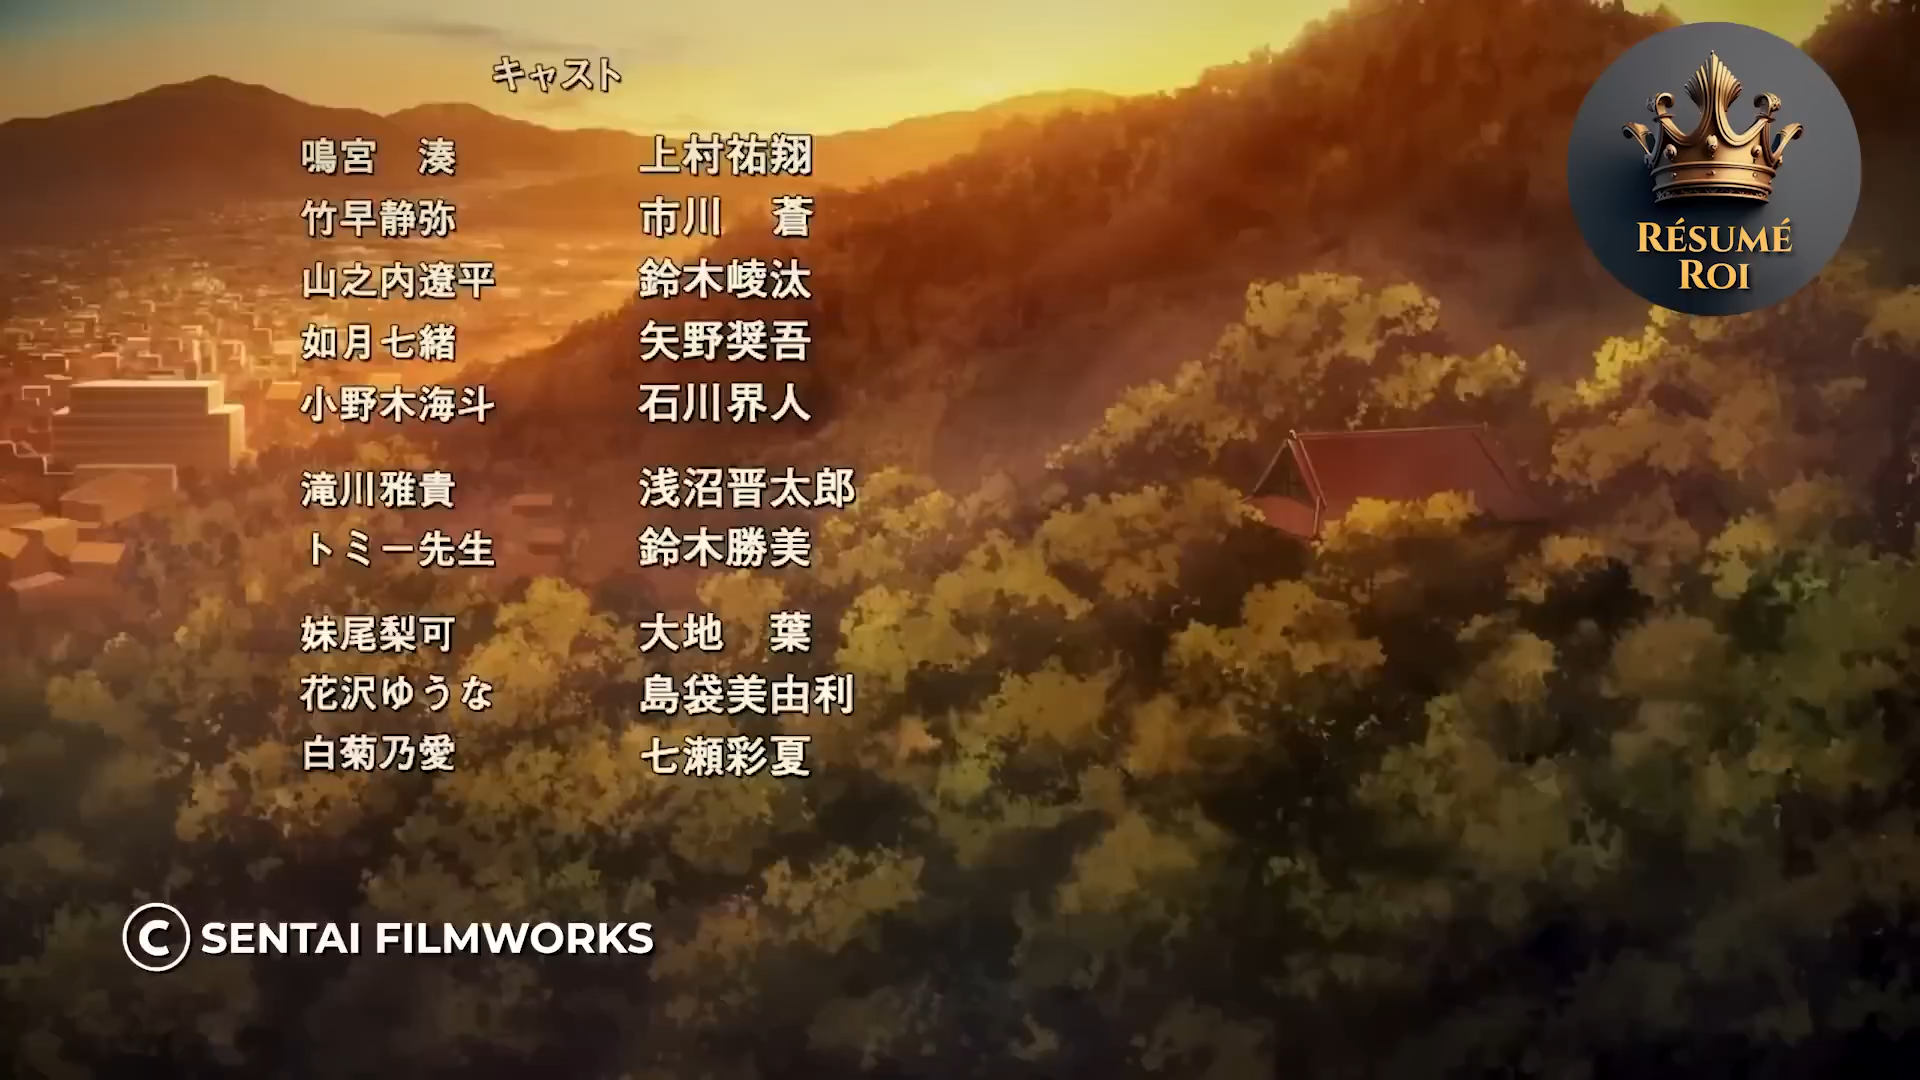 キャスト
鳴宮　湊　上村祐翔
竹早静弥　市川　蒼
山之内遼平　鈴木崚汰
如月七緒　矢野奨吾
小野木海斗　石川界人
滝川雅貴　浅沼晋太郎
トミー先生　鈴木勝美
妹尾梨可　大地　葉
花沢ゆうな　島袋美由利
白菊乃愛　七瀬彩夏
RÉSUMÉ
ROI
© SENTAI FILMWORKS